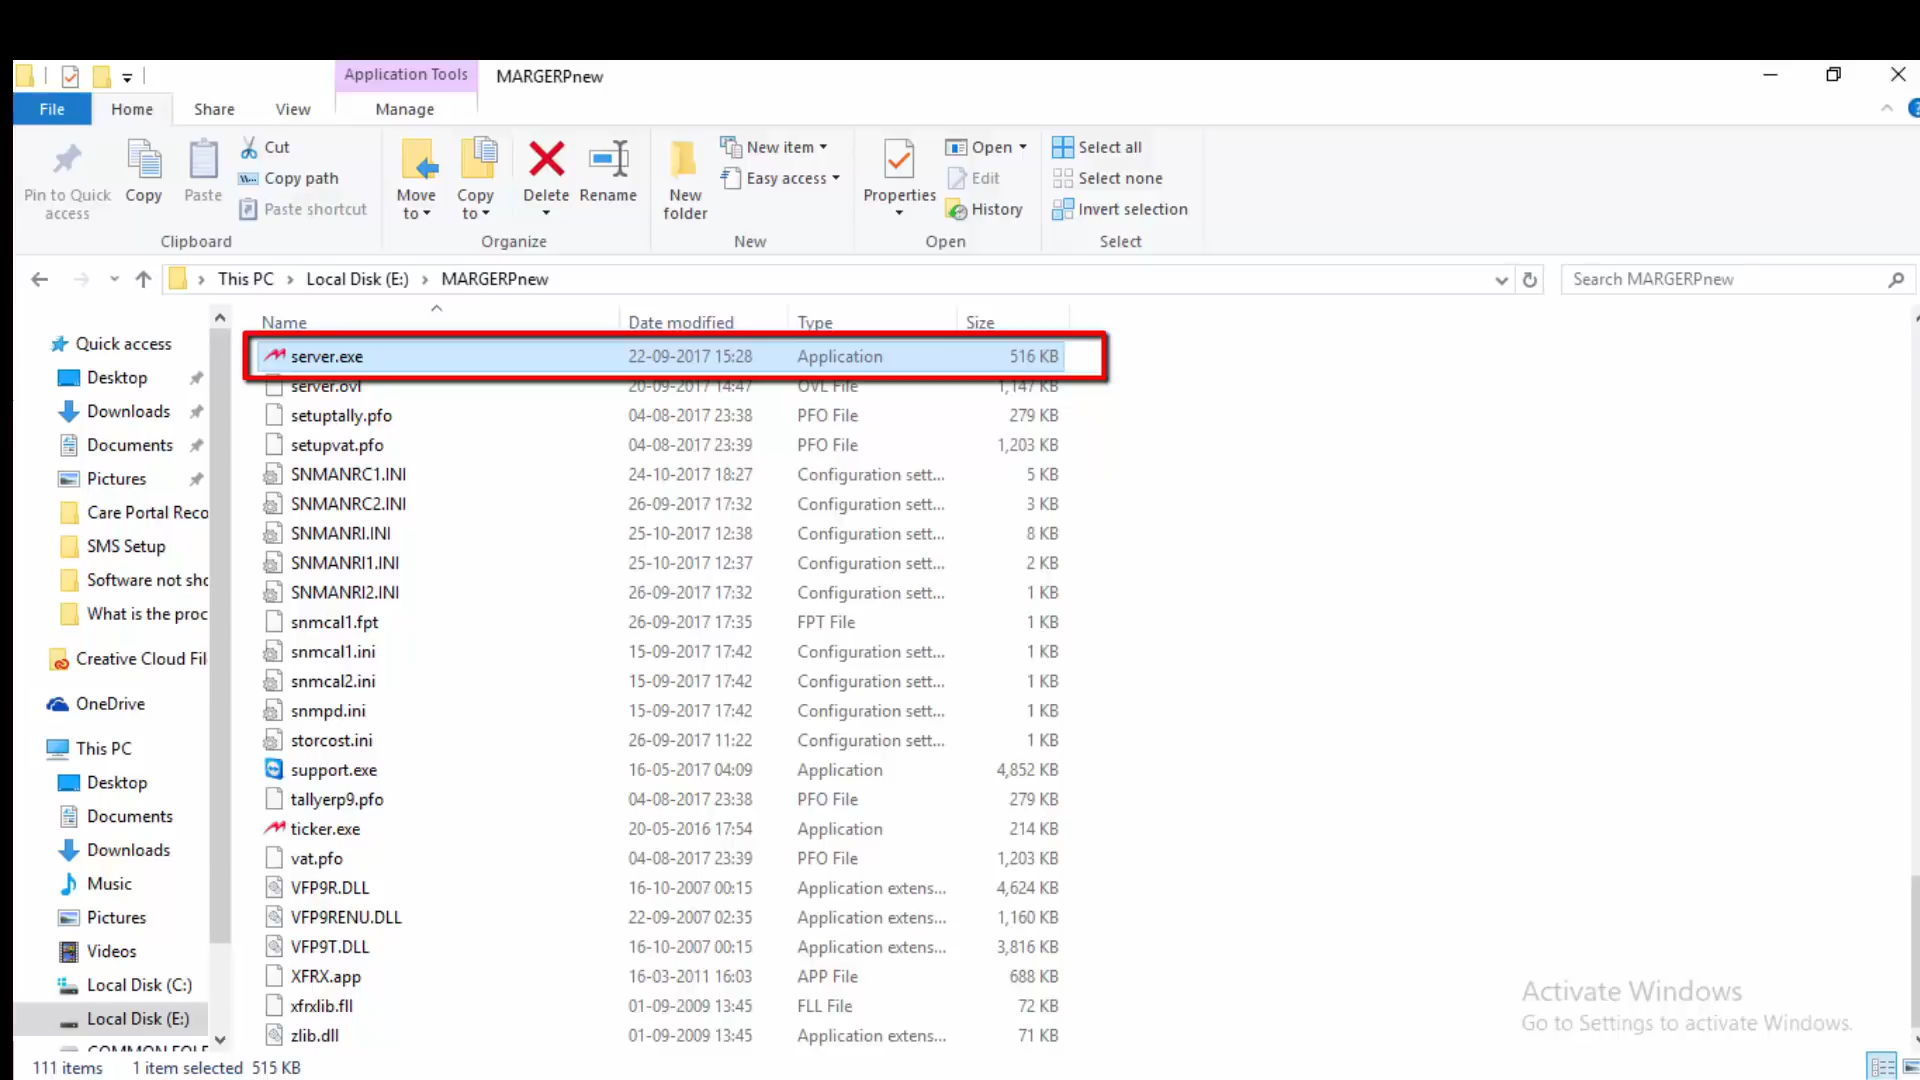 Application Tools
MARGERPnew
File
Home
Share
View
Manage
Pin to Quick access
Copy
Paste
Cut
Copy path
Paste shortcut
Clipboard
Move to
Copy to
Delete
Rename
Organize
New folder
New item
Easy access
New
Properties
Open
Edit
History
Open
Select all
Select none
Invert selection
Select
This PC > Local Disk (E:) > MARGERPnew
Search MARGERPnew
Quick access
Desktop
Downloads
Documents
Pictures
Care Portal Reco
SMS Setup
Software not sho
What is the proc
Creative Cloud Fil
OneDrive
This PC
Desktop
Documents
Downloads
Music
Pictures
Videos
Local Disk (C:)
Local Disk (E:)
Name Date modified Type Size
server.exe 22-09-2017 15:28 Application 516 KB
server.ovl 20-09-2017 14:47 OVL File 1,147 KB
setuptally.pfo 04-08-2017 23:38 PFO File 279 KB
setupvat.pfo 04-08-2017 23:39 PFO File 1,203 KB
SNMANRC1.INI 24-10-2017 18:27 Configuration sett... 5 KB
SNMANRC2.INI 26-09-2017 17:32 Configuration sett... 3 KB
SNMANRI.INI 25-10-2017 12:38 Configuration sett... 8 KB
SNMANRI1.INI 25-10-2017 12:37 Configuration sett... 2 KB
SNMANRI2.INI 26-09-2017 17:32 Configuration sett... 1 KB
snmcal1.fpt 26-09-2017 17:35 FPT File 1 KB
snmcal1.ini 15-09-2017 17:42 Configuration sett... 1 KB
snmcal2.ini 15-09-2017 17:42 Configuration sett... 1 KB
snmpd.ini 15-09-2017 17:42 Configuration sett... 1 KB
storcost.ini 26-09-2017 11:22 Configuration sett... 1 KB
support.exe 16-05-2017 04:09 Application 4,852 KB
tallyerp9.pfo 04-08-2017 23:38 PFO File 279 KB
ticker.exe 20-05-2016 17:54 Application 214 KB
vat.pfo 04-08-2017 23:39 PFO File 1,203 KB
VFP9R.DLL 16-10-2007 00:15 Application extens... 4,624 KB
VFP9RENU.DLL 22-09-2007 02:35 Application extens... 1,160 KB
VFP9T.DLL 16-10-2007 00:15 Application extens... 3,816 KB
XFRX.app 16-03-2011 16:03 APP File 688 KB
xfrxlib.fll 01-09-2009 13:45 FLL File 72 KB
zlib.dll 01-09-2009 13:45 Application extens... 71 KB
Activate Windows
Go to Settings to activate Windows.
111 items 1 item selected 515 KB